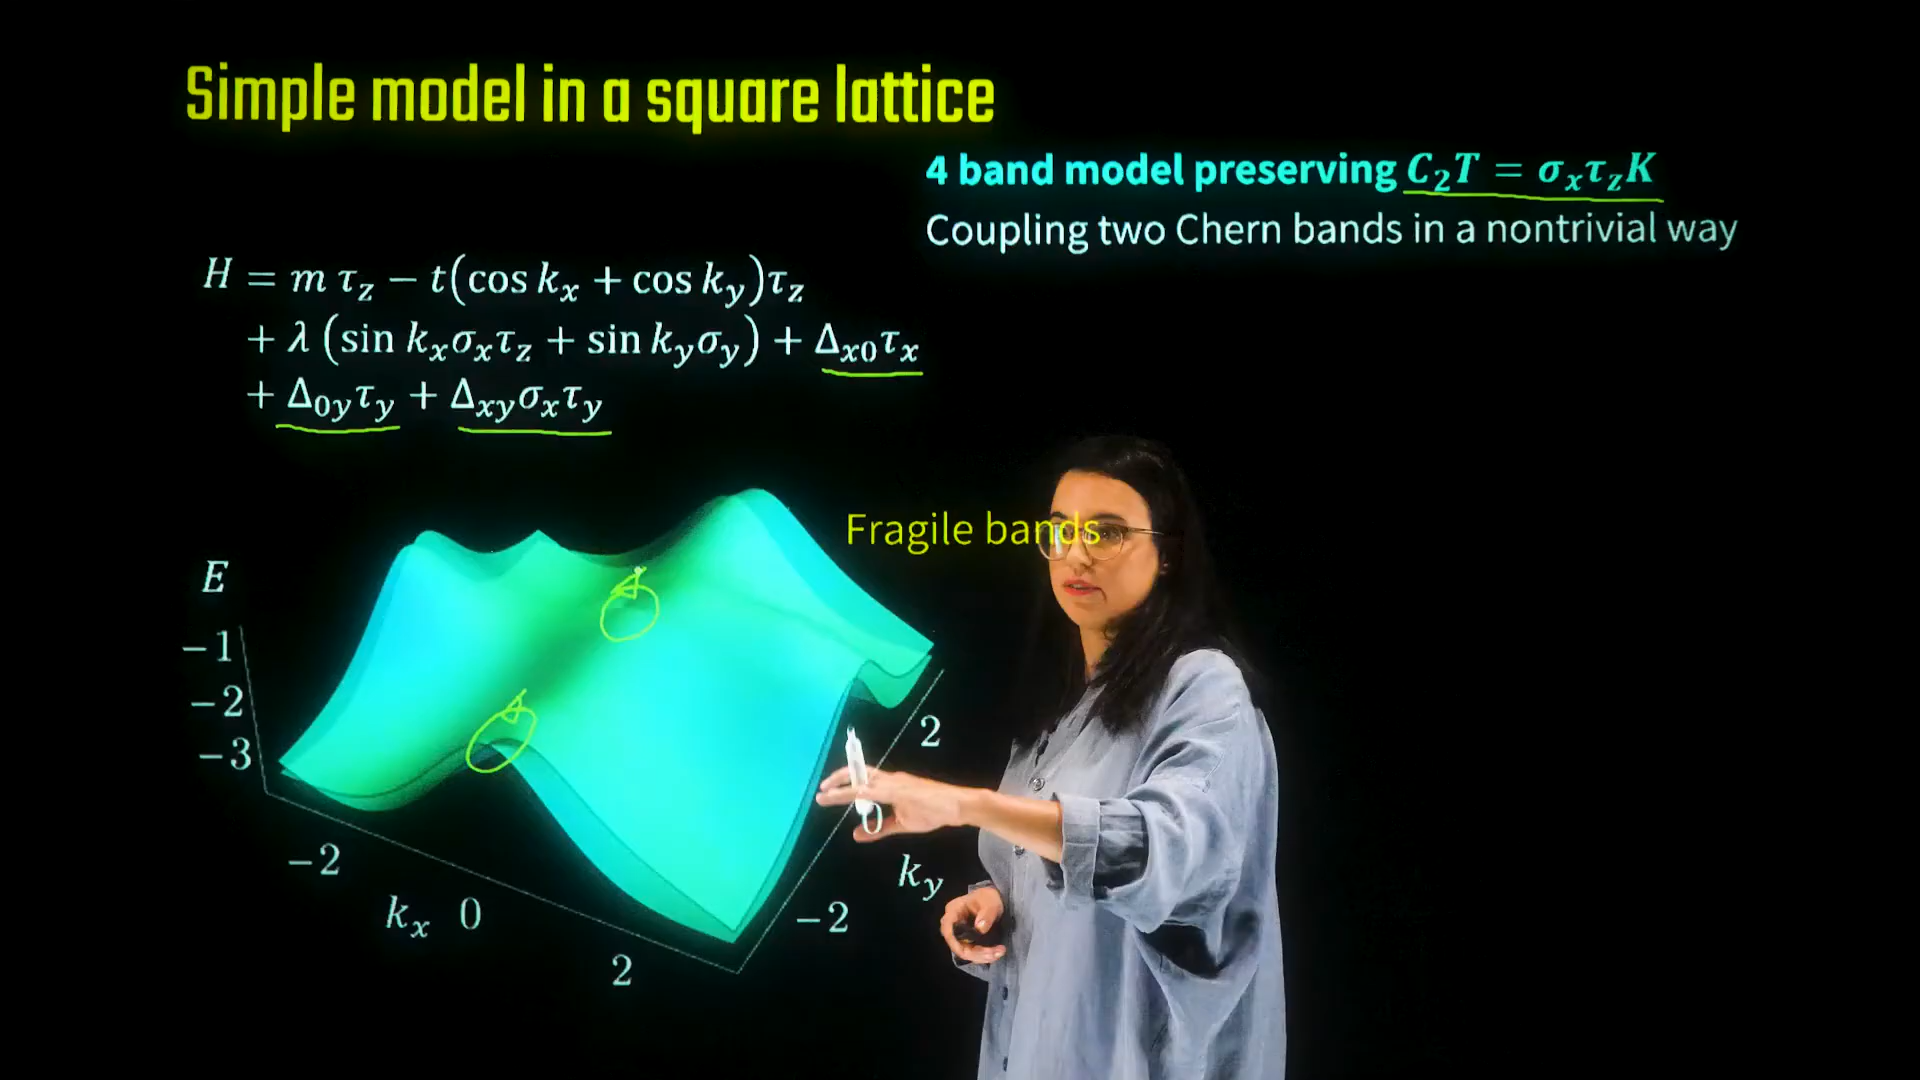 Simple model in a square lattice
4 band model preserving C₂T = σₓτ_zK
Coupling two Chern bands in a nontrivial way
H = m τ_z − t(cos kₓ + cos k_y)τ_z
+ λ (sin kₓσₓτ_z + sin k_yσ_y) + Δₓ₀τₓ
+ Δ₀_yτ_y + Δₓ_yσₓτ_y
Fragile bands
E
−1
−2
−3
−2
kₓ 0
2
−2
0
k_y
2